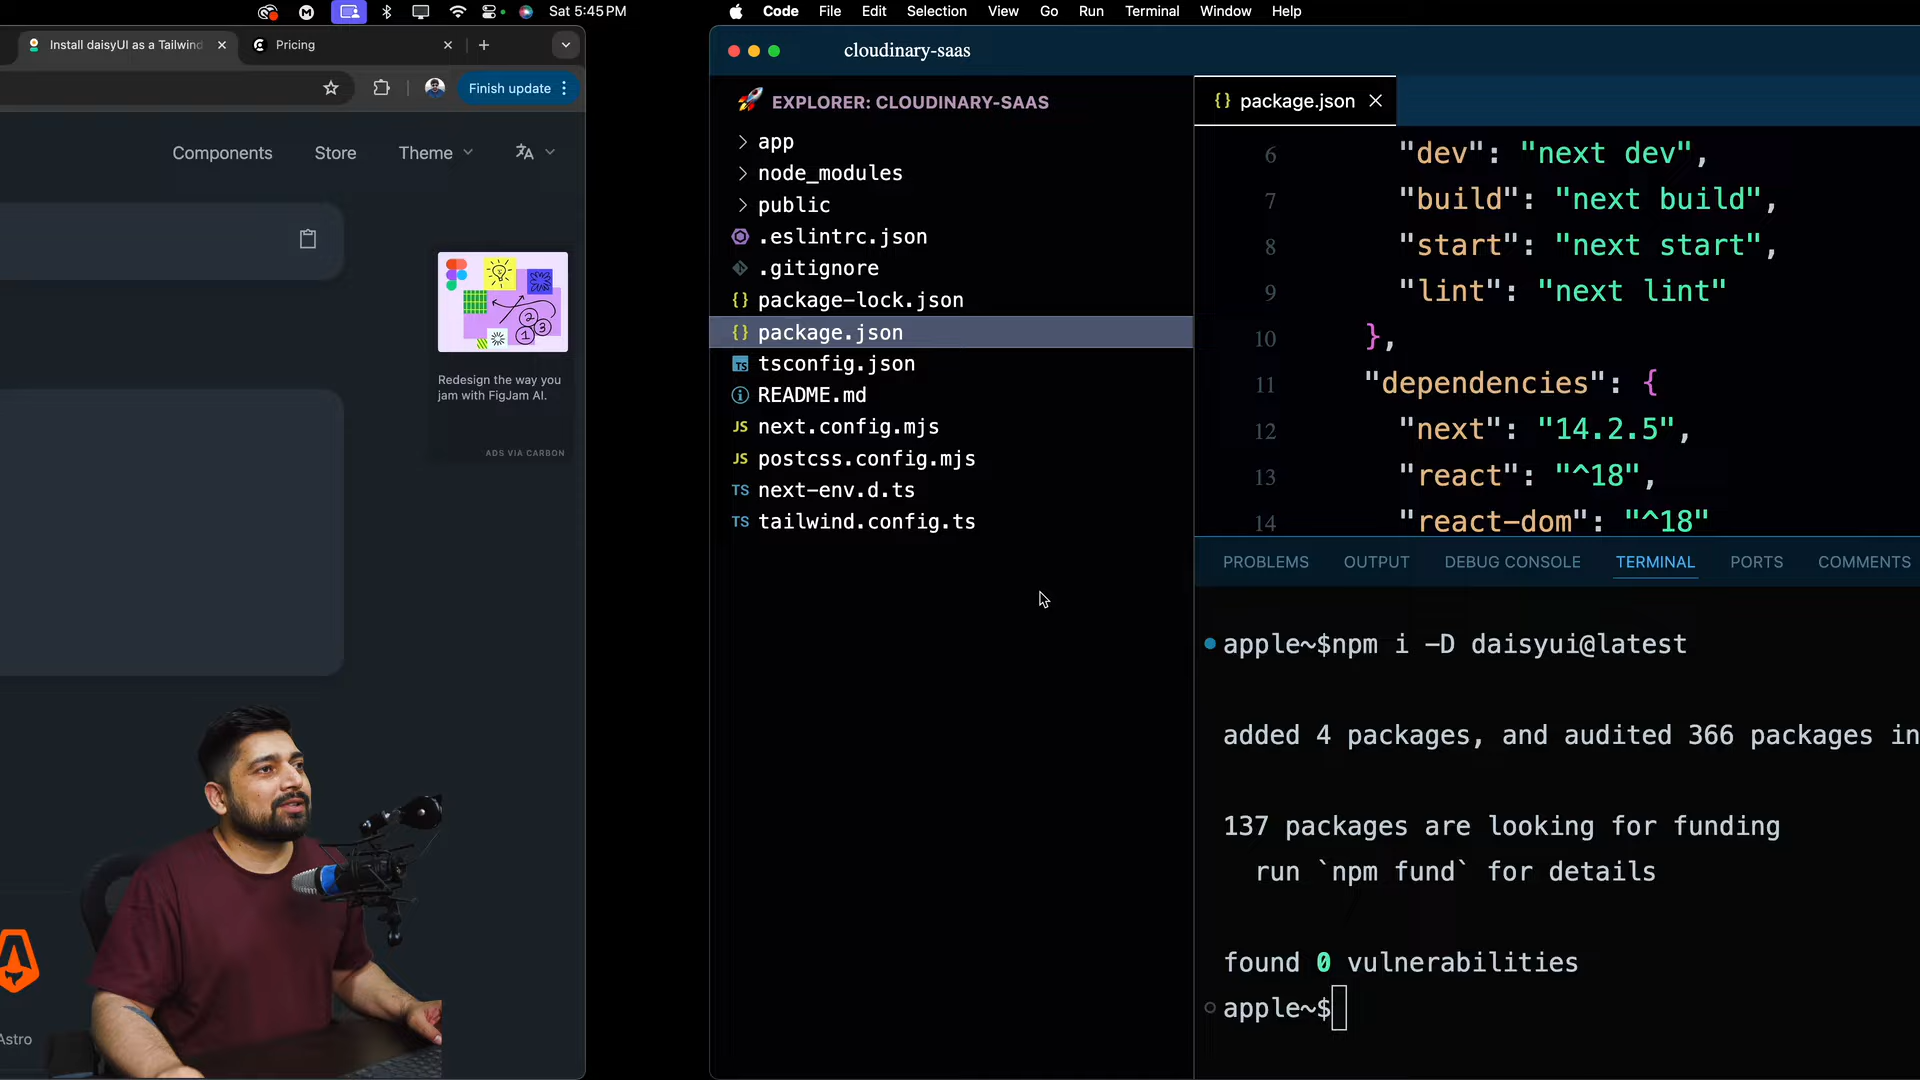 Sat 5:45 PM
Code File Edit Selection View Go Run Terminal Window Help
Install daisyUI as a Tailwind
Pricing
Finish update
Components Store Theme
Redesign the way you
jam with FigJam AI.
ADS VIA CARBON
Astro
cloudinary-saas
EXPLORER: CLOUDINARY-SAAS
app
node_modules
public
.eslintrc.json
.gitignore
{} package-lock.json
{} package.json
TS tsconfig.json
README.md
JS next.config.mjs
JS postcss.config.mjs
TS next-env.d.ts
TS tailwind.config.ts
{} package.json
6 "dev": "next dev",
7 "build": "next build",
8 "start": "next start",
9 "lint": "next lint"
10 },
11 "dependencies": {
12 "next": "14.2.5",
13 "react": "^18",
14 "react-dom": "^18"
PROBLEMS OUTPUT DEBUG CONSOLE TERMINAL PORTS COMMENTS
apple~$npm i -D daisyui@latest
added 4 packages, and audited 366 packages in
137 packages are looking for funding
run `npm fund` for details
found 0 vulnerabilities
apple~$